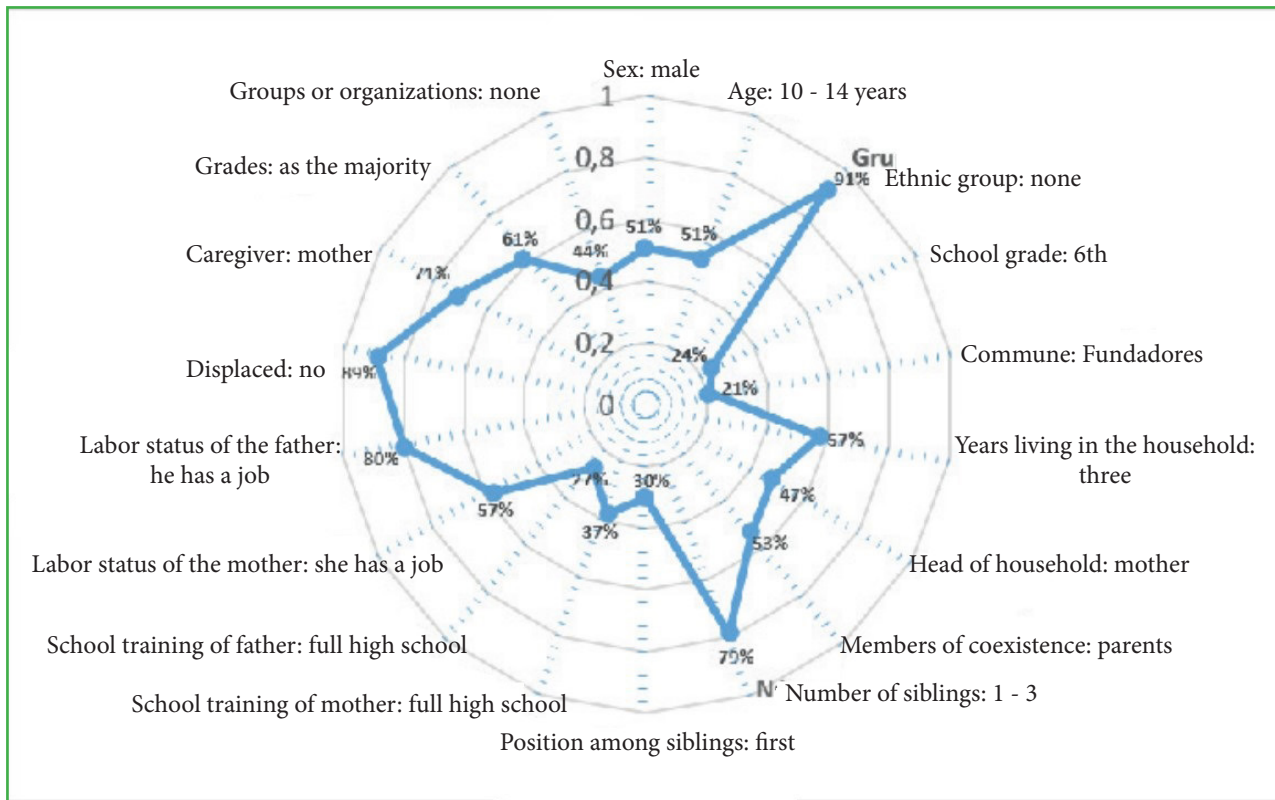 Sex: male
Groups or organizations: none
Age: 10 - 14 years
1
Grades: as the majority
0,8
Gru
91%
Ethnic group: none
0,6
61%
51%
51%
Caregiver: mother
44%
School grade: 6th
71%
0,4
0,2
24%
Commune: Fundadores
Displaced: no
89%
21%
0
Labor status of the father:
he has a job
80%
57%
Years living in the household:
three
27%
30%
47%
57%
37%
53%
Labor status of the mother: she has a job
Head of household: mother
School training of father: full high school
Members of coexistence: parents
N
Number of siblings: 1 - 3
School training of mother: full high school
Position among siblings: first